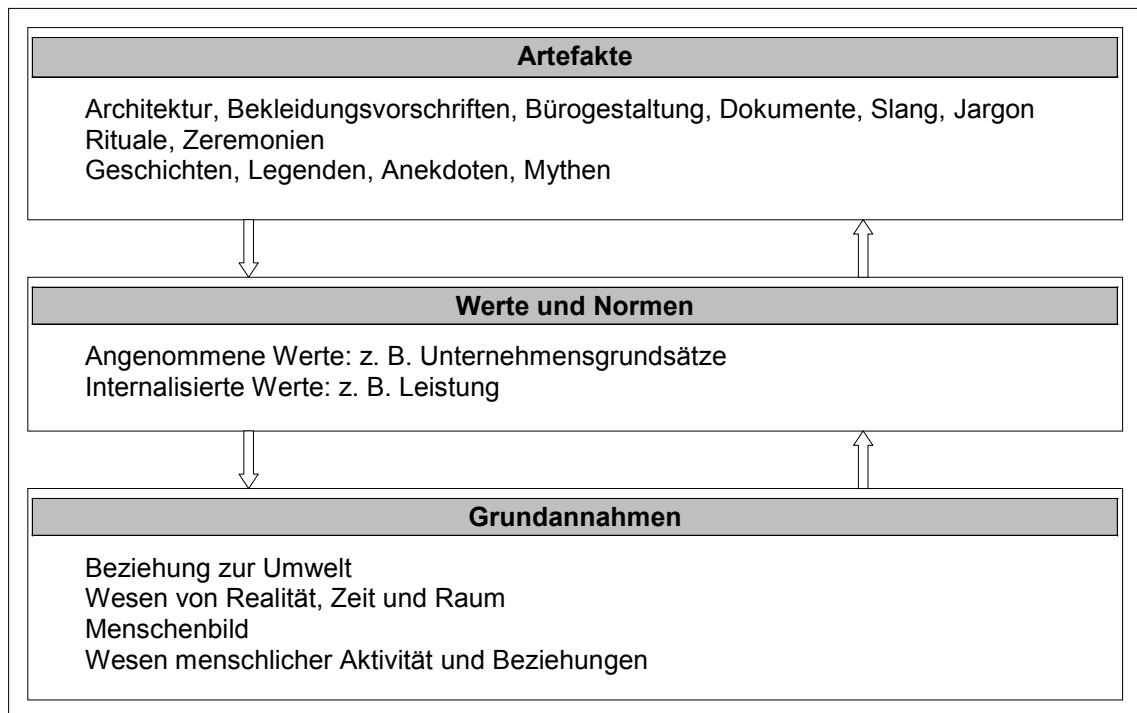 Artefakte
Architektur, Bekleidungsvorschriften, Bürogestaltung, Dokumente, Slang, Jargon
Rituale, Zeremonien
Geschichten, Legenden, Anekdoten, Mythen
Werte und Normen
Angenommene Werte: z. B. Unternehmensgrundsätze
Internalisierte Werte: z. B. Leistung
Grundannahmen
Beziehung zur Umwelt
Wesen von Realität, Zeit und Raum
Menschenbild
Wesen menschlicher Aktivität und Beziehungen